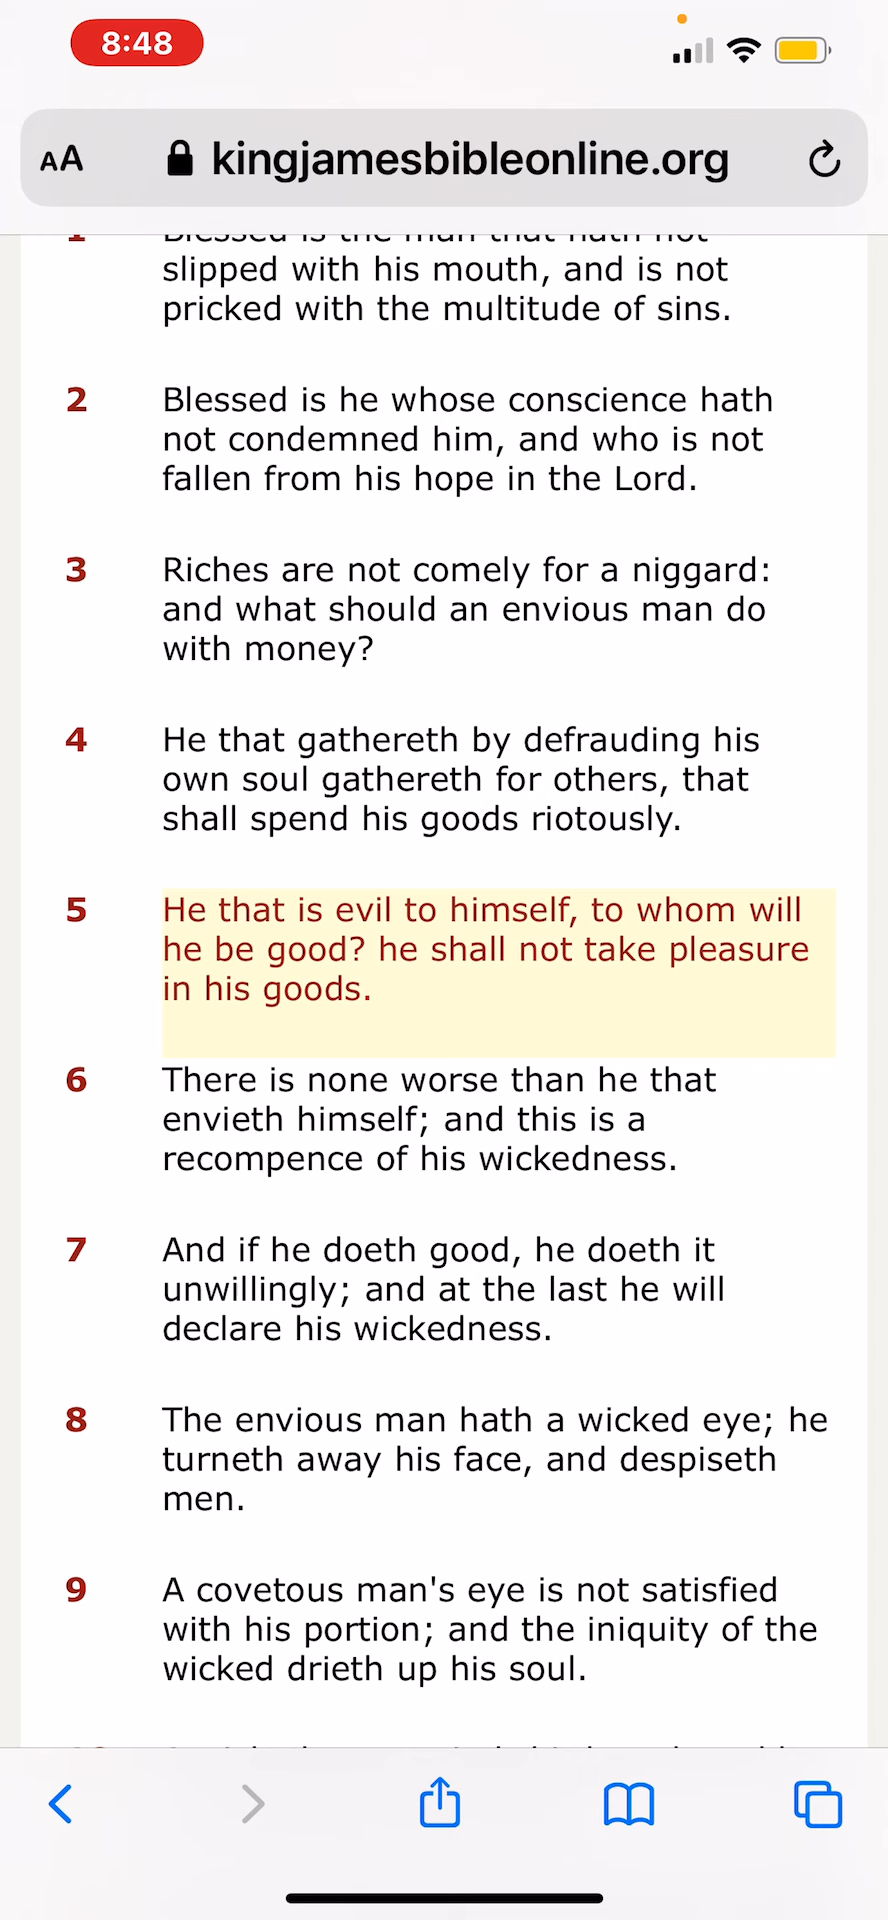 8:48
AA kingjamesbibleonline.org
1 Blessed is the man that hath not
slipped with his mouth, and is not
pricked with the multitude of sins.
2 Blessed is he whose conscience hath
not condemned him, and who is not
fallen from his hope in the Lord.
3 Riches are not comely for a niggard:
and what should an envious man do
with money?
4 He that gathereth by defrauding his
own soul gathereth for others, that
shall spend his goods riotously.
5 He that is evil to himself, to whom will
he be good? he shall not take pleasure
in his goods.
6 There is none worse than he that
envieth himself; and this is a
recompence of his wickedness.
7 And if he doeth good, he doeth it
unwillingly; and at the last he will
declare his wickedness.
8 The envious man hath a wicked eye; he
turneth away his face, and despiseth
men.
9 A covetous man's eye is not satisfied
with his portion; and the iniquity of the
wicked drieth up his soul.